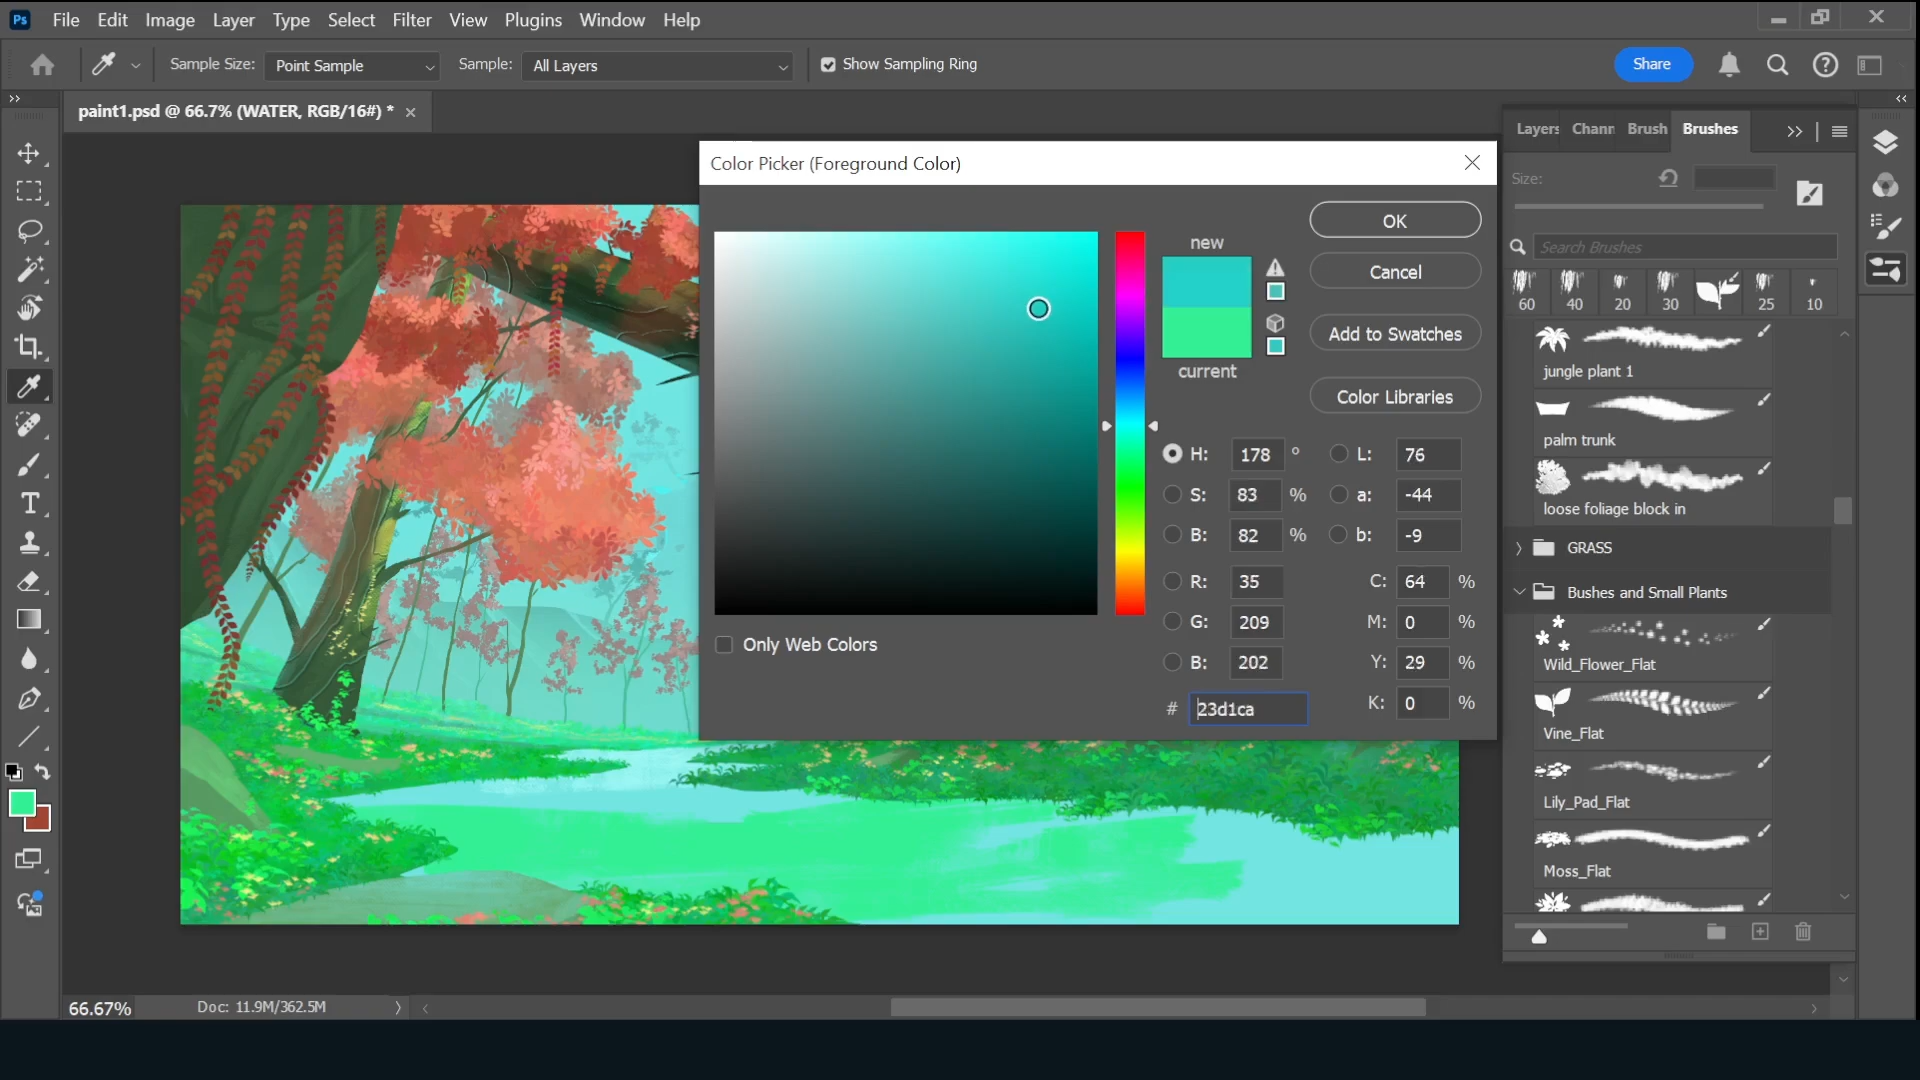 Ps File Edit Image Layer Type Select Filter View Plugins Window Help
Sample Size: Point Sample Sample: All Layers Show Sampling Ring Share
paint1.psd @ 66.7% (WATER, RGB/16#) *
Color Picker (Foreground Color)
new
current
OK
Cancel
Add to Swatches
Color Libraries
H: 178 ° L: 76
S: 83 % a: -44
B: 82 % b: -9
R: 35 C: 64 %
G: 209 M: 0 %
B: 202 Y: 29 %
# 23d1ca K: 0 %
Only Web Colors
Layers Chann Brush Brushes
Size:
Search Brushes
60 40 20 30 25 10
jungle plant 1
palm trunk
loose foliage block in
GRASS
Bushes and Small Plants
Wild_Flower_Flat
Vine_Flat
Lily_Pad_Flat
Moss_Flat
T
66.67% Doc: 11.9M/362.5M